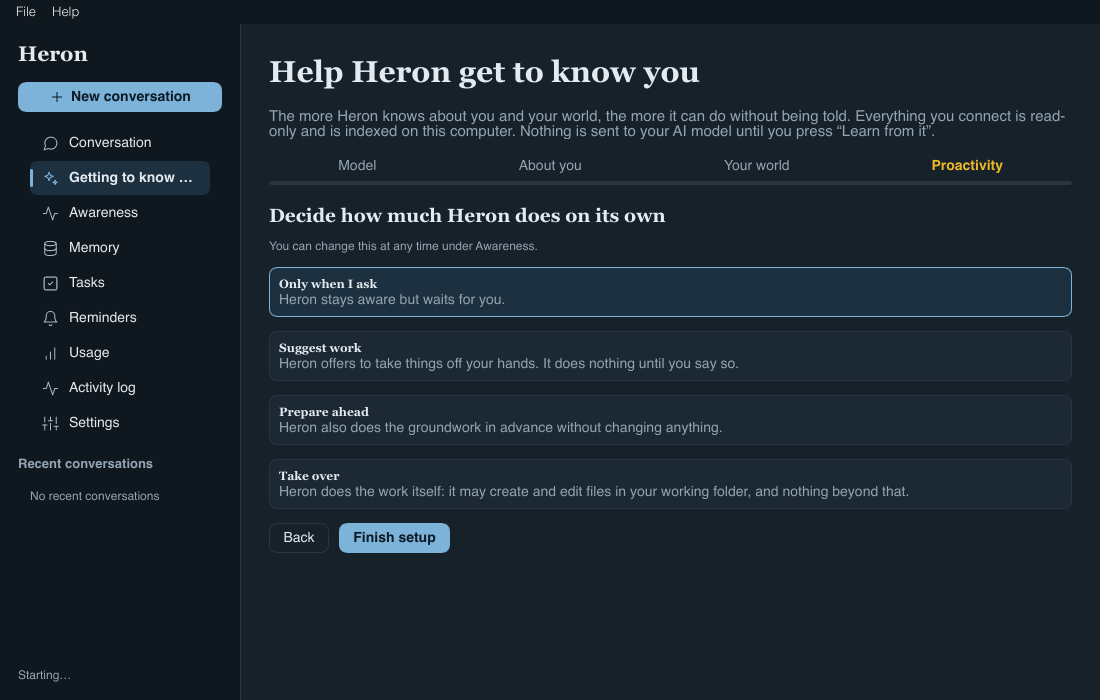 File Help
Heron
+ New conversation
Conversation
Getting to know ...
Awareness
Memory
Tasks
Reminders
Usage
Activity log
Settings
Recent conversations
No recent conversations
Starting...
Help Heron get to know you
The more Heron knows about you and your world, the more it can do without being told. Everything you connect is read-
only and is indexed on this computer. Nothing is sent to your AI model until you press “Learn from it”.
Model About you Your world Proactivity
Decide how much Heron does on its own
You can change this at any time under Awareness.
Only when I ask
Heron stays aware but waits for you.
Suggest work
Heron offers to take things off your hands. It does nothing until you say so.
Prepare ahead
Heron also does the groundwork in advance without changing anything.
Take over
Heron does the work itself: it may create and edit files in your working folder, and nothing beyond that.
Back Finish setup